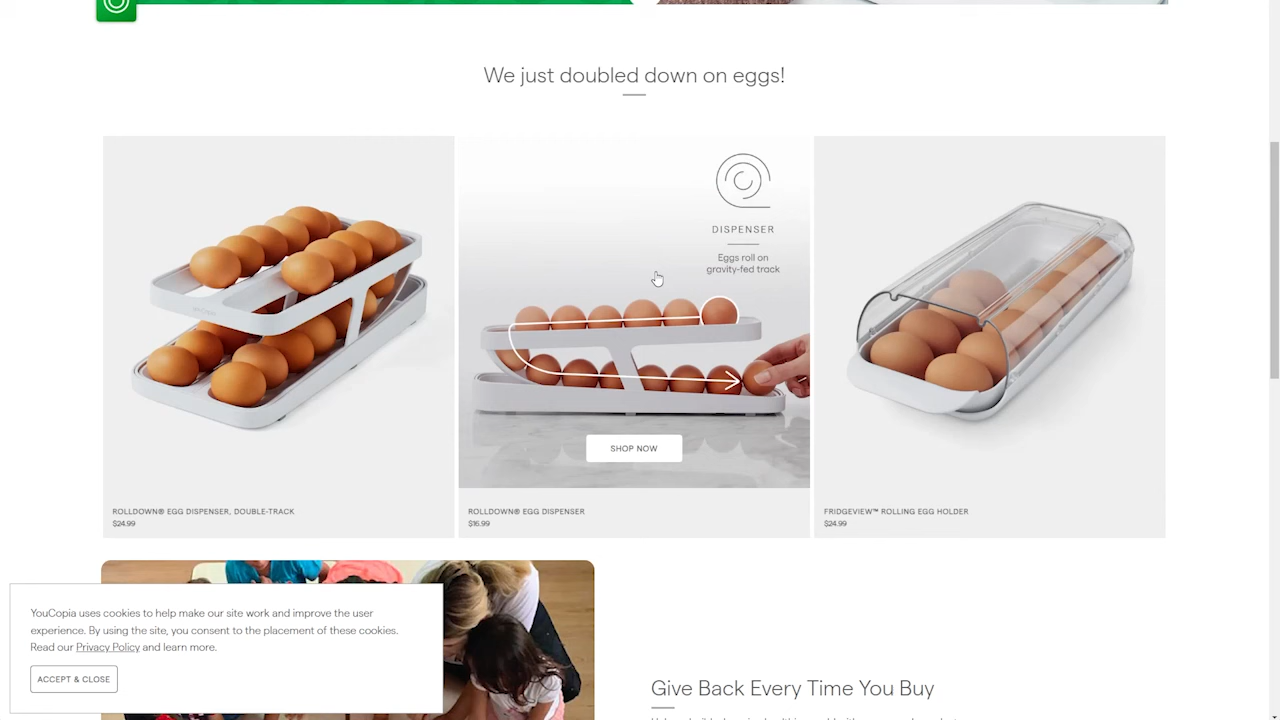 We just doubled down on eggs!
DISPENSER
Eggs roll on
gravity-fed track
SHOP NOW
ROLLDOWN® EGG DISPENSER, DOUBLE-TRACK
$24.99
ROLLDOWN® EGG DISPENSER
$16.99
FRIDGEVIEW™ ROLLING EGG HOLDER
$24.99
YouCopia uses cookies to help make our site work and improve the user
experience. By using the site, you consent to the placement of these cookies.
Read our Privacy Policy and learn more.
ACCEPT & CLOSE
Give Back Every Time You Buy